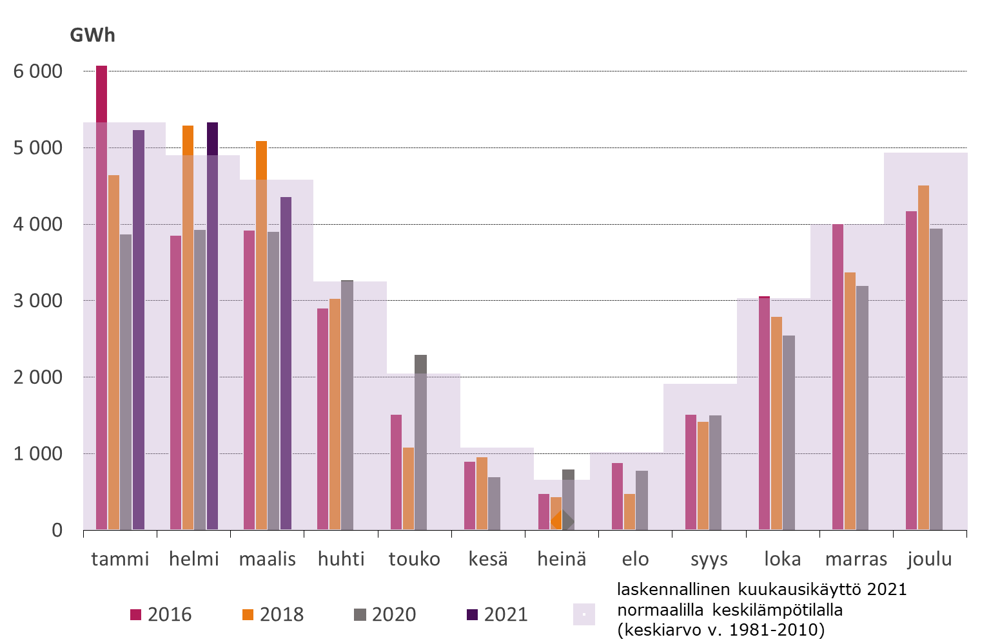 GWh
6 000
5 000
4 000
3 000
2 000
1 000
0
tammi helmi maalis huhti touko kesä heinä elo syys loka marras joulu
2016 2018 2020 2021
laskennallinen kuukausikäyttö 2021
normaalilla keskilämpötilalla
(keskiarvo v. 1981-2010)